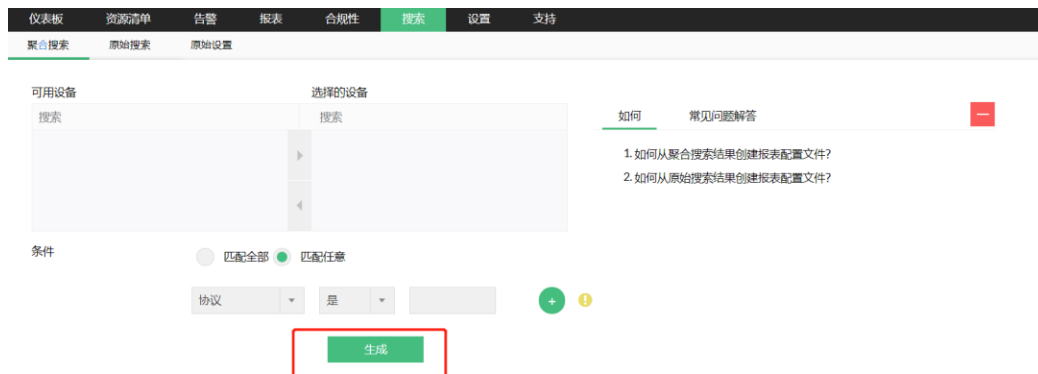 仪表板 资源清单 告警 报表 合规性 搜索 设置 支持
聚合搜索 原始搜索 原始设置
可用设备 选择的设备
搜索 搜索
如何 常见问题解答
1. 如何从聚合搜索结果创建报表配置文件?
2. 如何从原始搜索结果创建报表配置文件?
条件 匹配全部 匹配任意
协议 是
生成